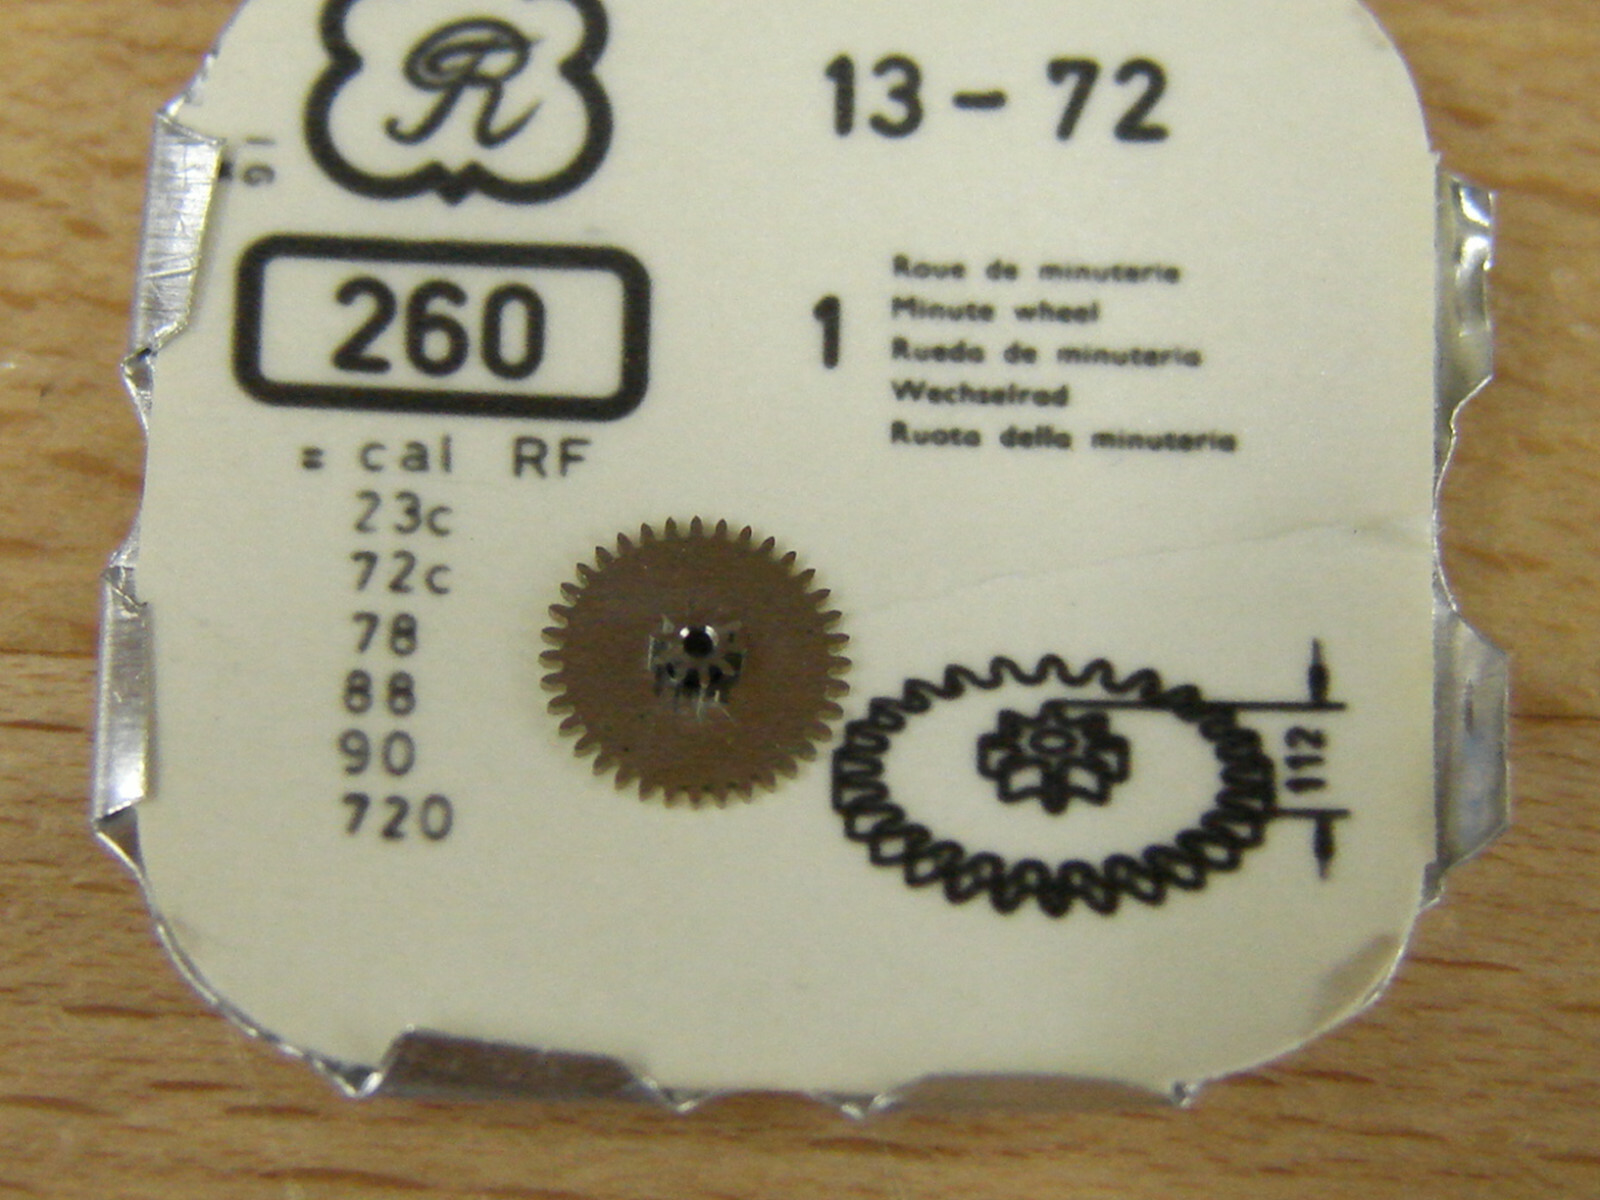 R
13 - 72
16
260
1
Roue de minuterie
Minute wheel
Rueda de minuteria
Wechselrad
Ruota della minuteria
= cal RF
23c
72c
78
88
90
720
112